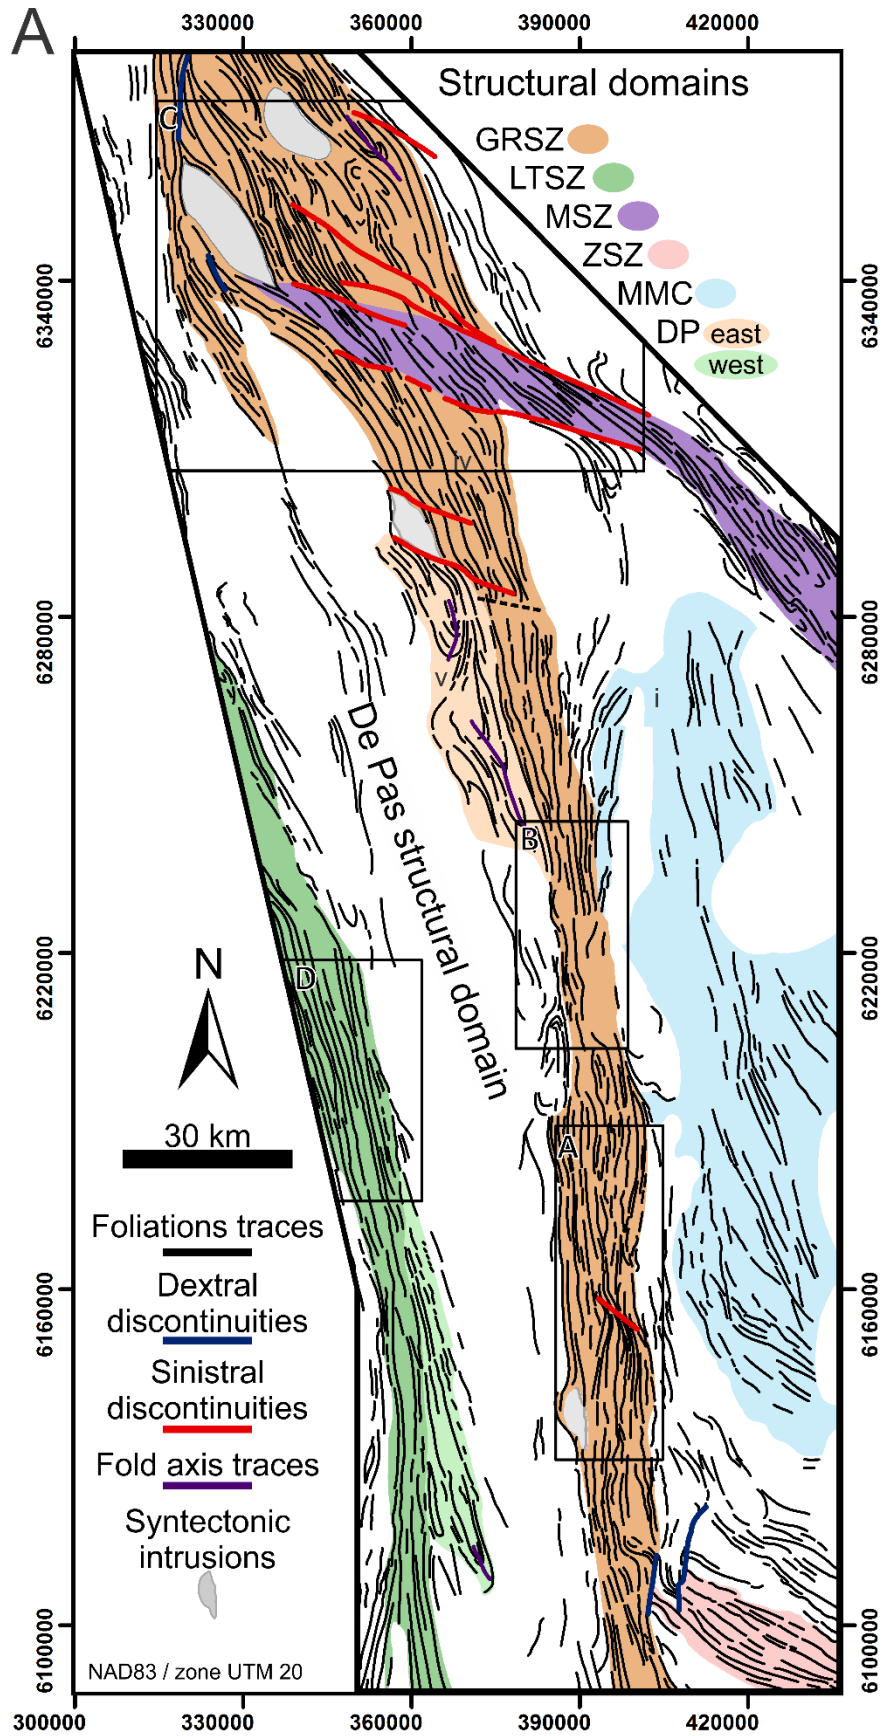 A
330000 360000 390000 420000
Structural domains
C
GRSZ
LTSZ
MSZ
ZSZ
MMC
DP east
west
c
6340000 6340000
iv
6280000 6280000
v
i
De Pas structural domain
B
i
6220000 6220000
N
D
30 km
A
Foliations traces
Dextral
discontinuities
6160000 6160000
Sinistral
discontinuities
Fold axis traces
Syntectonic
intrusions
6100000 6100000
NAD83 / zone UTM 20
300000 330000 360000 390000 420000